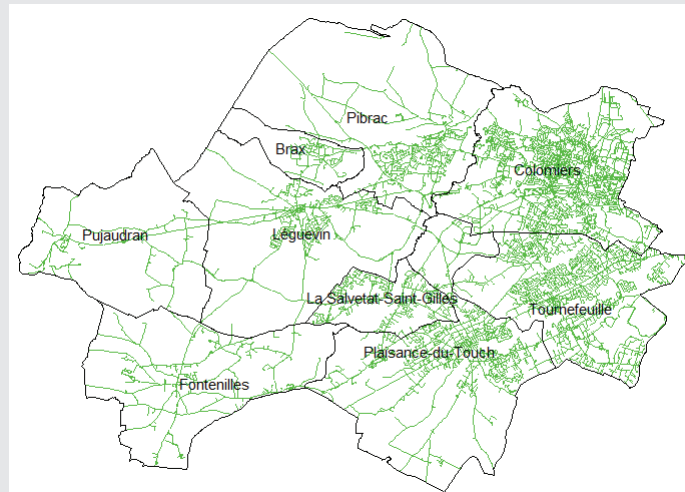 Pibrac
Brax
Colomiers
Pujaudran
Léguevin
La Salvetat-Saint-Gilles
Tournefeuille
Plaisance-du-Touch
Fontenilles